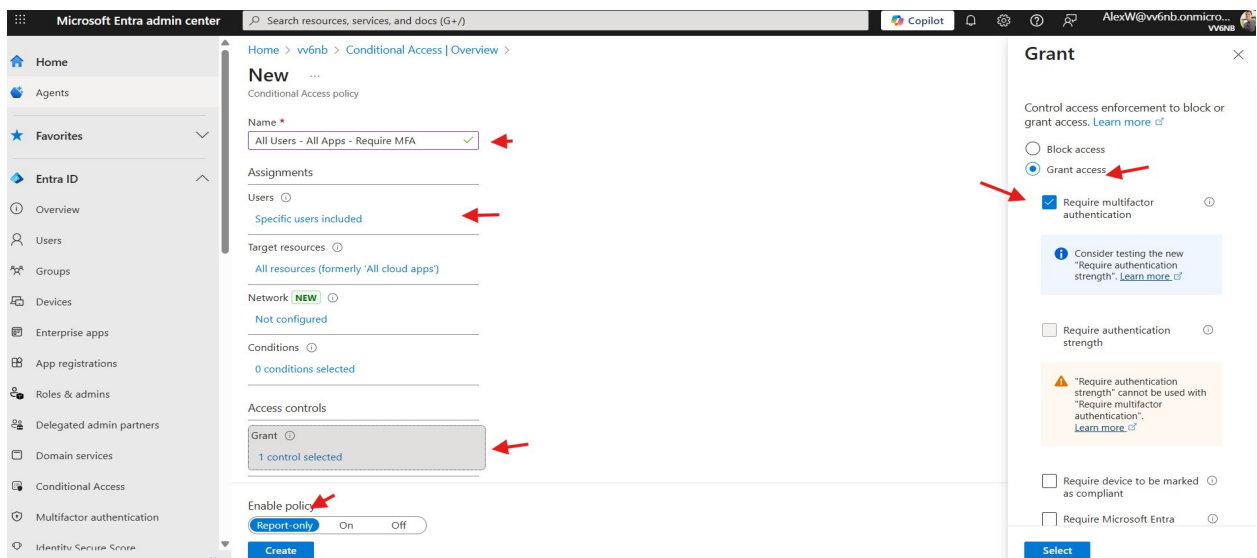 Microsoft Entra admin center
Search resources, services, and docs (G+/)
Copilot
AlexW@vv6nb.onmicro...
VV6NB
Home
Agents
Favorites
Entra ID
Overview
Users
Groups
Devices
Enterprise apps
App registrations
Roles & admins
Delegated admin partners
Domain services
Conditional Access
Multifactor authentication
Identity Secure Score
Home > vv6nb > Conditional Access | Overview >
New ...
Conditional Access policy
Name *
All Users - All Apps - Require MFA
Assignments
Users
Specific users included
Target resources
All resources (formerly 'All cloud apps')
Network NEW
Not configured
Conditions
0 conditions selected
Access controls
Grant
1 control selected
Enable policy
Report-only On Off
Create
Grant
Control access enforcement to block or
grant access. Learn more
Block access
Grant access
Require multifactor
authentication
Consider testing the new
"Require authentication
strength". Learn more
Require authentication
strength
"Require authentication
strength" cannot be used with
"Require multifactor
authentication".
Learn more
Require device to be marked
as compliant
Require Microsoft Entra
Select